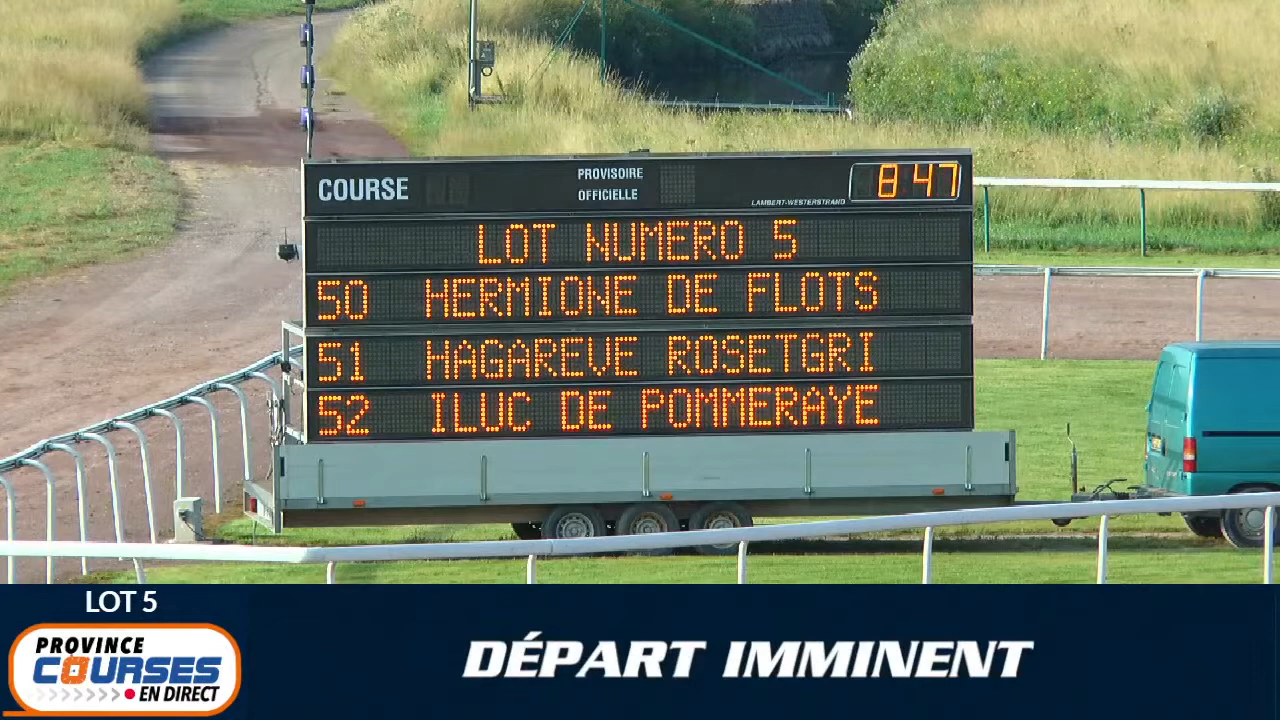 COURSE
PROVISOIRE
OFFICIELLE
LAMBERT-WESTERSTRAND
8 47
LOT NUMERO 5
50 HERMIONE DE FLOTS
51 HAGAREVE ROSETGRI
52 ILUC DE POMMERAYE
LOT 5
PROVINCE
COURSES
EN DIRECT
DÉPART IMMINENT